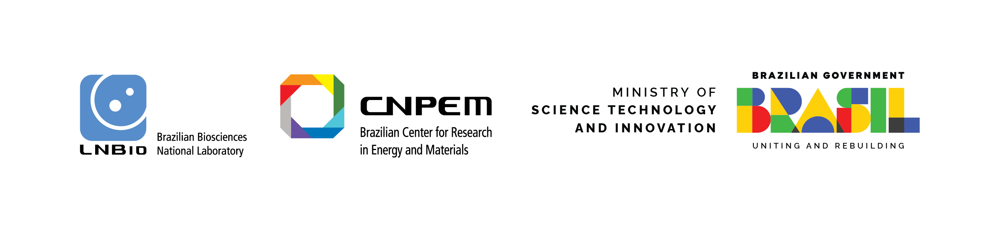 LNBio
Brazilian Biosciences
National Laboratory
CNPEM
Brazilian Center for Research
in Energy and Materials
MINISTRY OF
SCIENCE TECHNOLOGY
AND INNOVATION
BRAZILIAN GOVERNMENT
BRASIL
UNITING AND REBUILDING